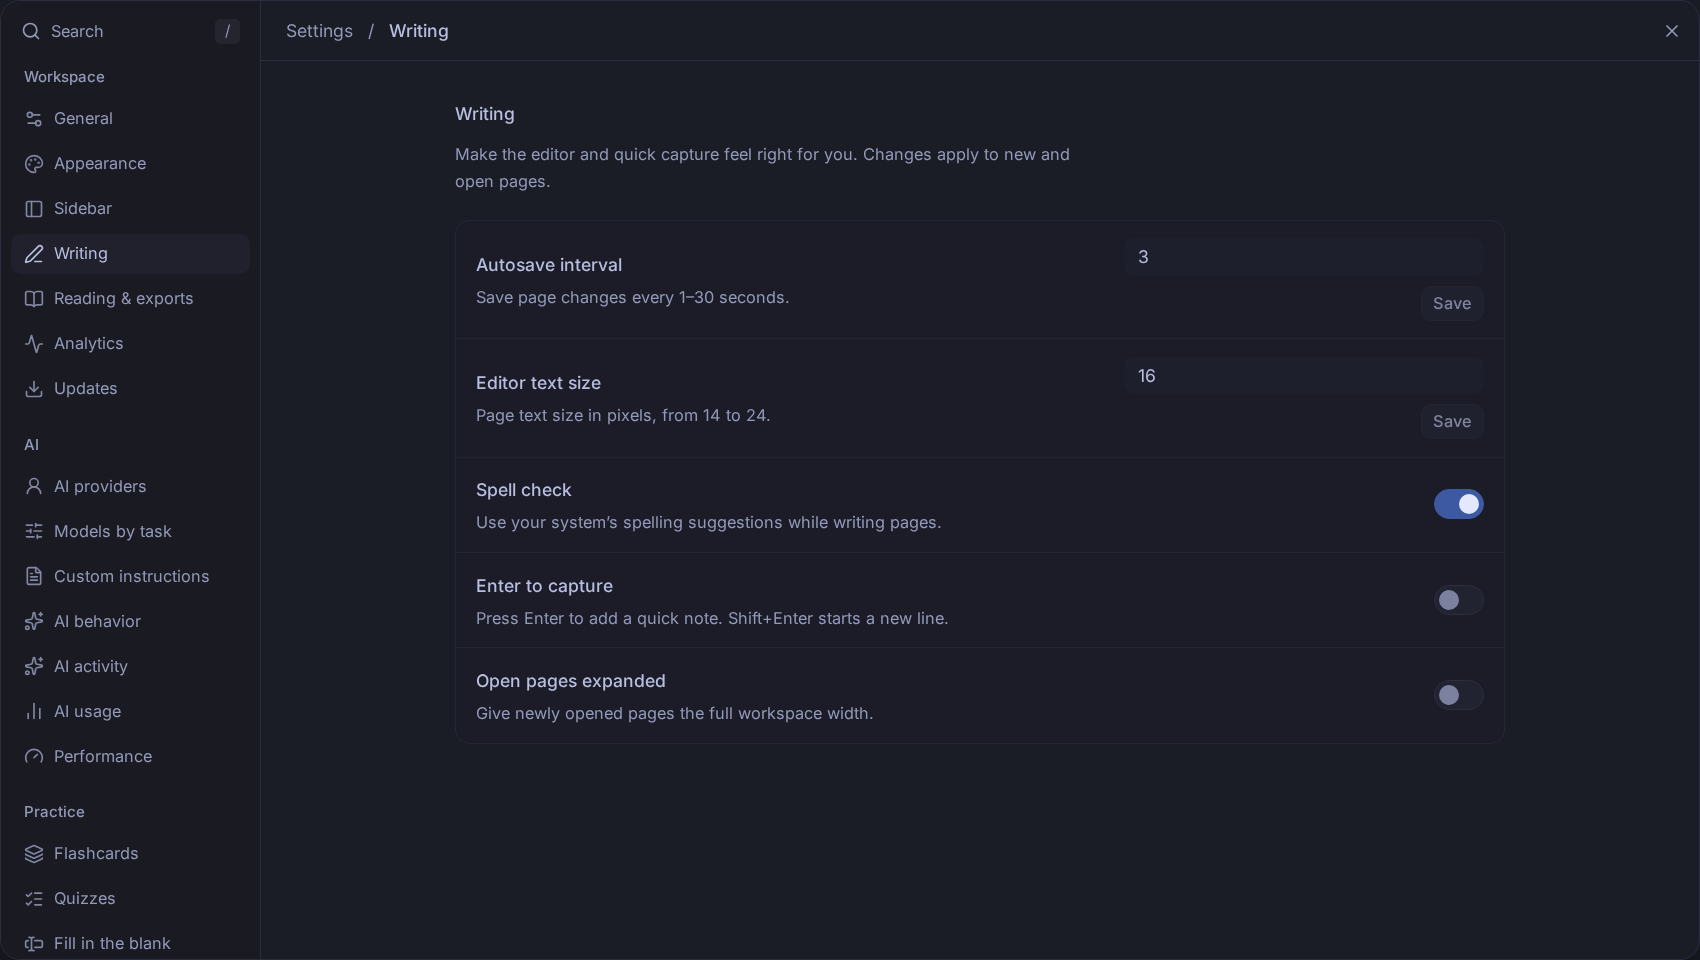 Search /
Workspace
General
Appearance
Sidebar
Writing
Reading & exports
Analytics
Updates
AI
AI providers
Models by task
Custom instructions
AI behavior
AI activity
AI usage
Performance
Practice
Flashcards
Quizzes
Fill in the blank
Settings / Writing
Writing
Make the editor and quick capture feel right for you. Changes apply to new and
open pages.
Autosave interval
Save page changes every 1–30 seconds.
3
Save
Editor text size
Page text size in pixels, from 14 to 24.
16
Save
Spell check
Use your system’s spelling suggestions while writing pages.
Enter to capture
Press Enter to add a quick note. Shift+Enter starts a new line.
Open pages expanded
Give newly opened pages the full workspace width.